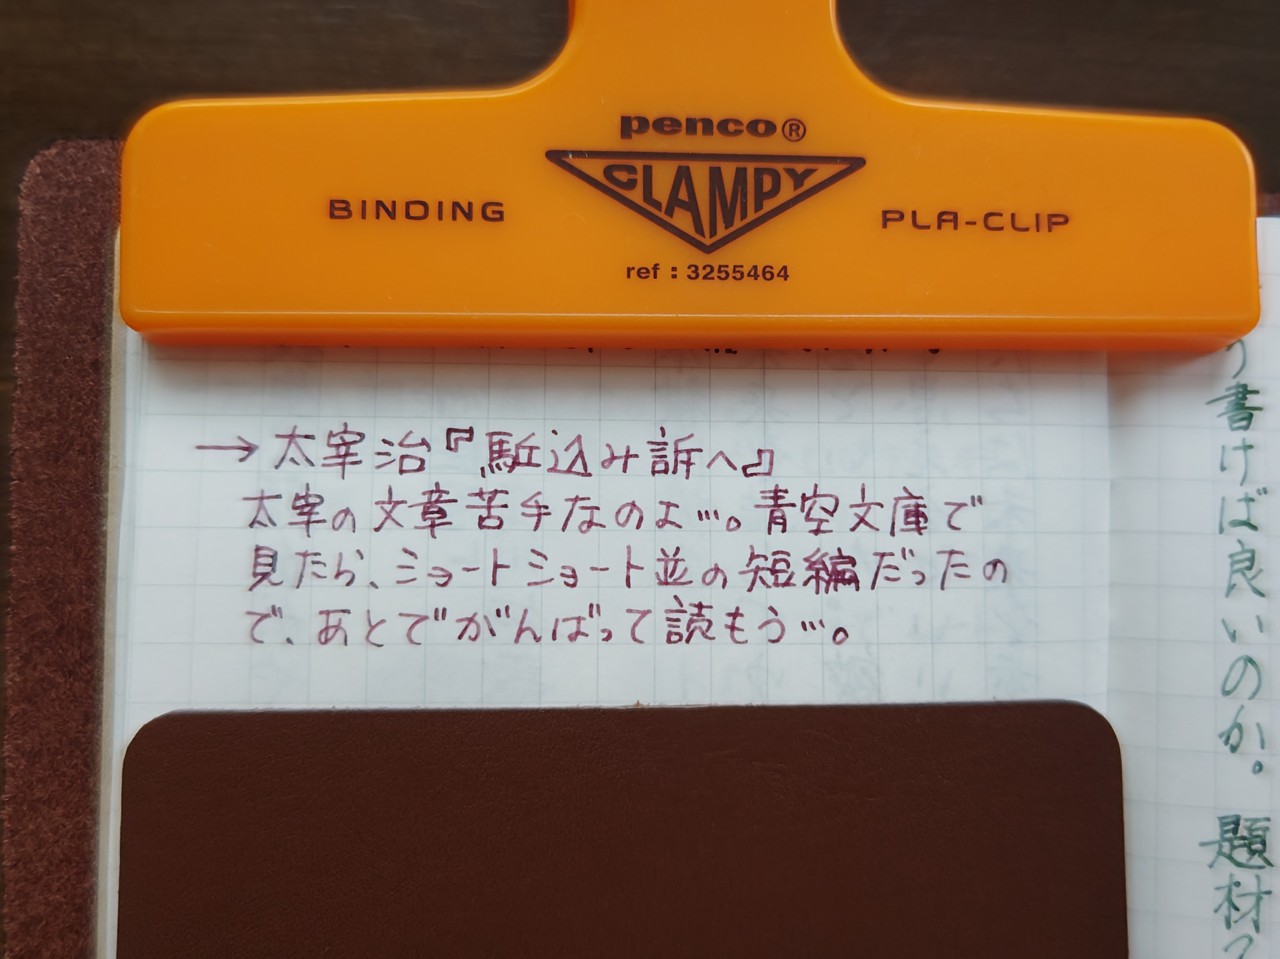 penco®
CLAMPY
BINDING
PLA-CLIP
ref : 3255464
→太宰治『駈込み訴へ』
太宰の文章苦手なのよ…。青空文庫で
見たら、ショートショート並の短編だったの
で、あとでがんばって読もう…。
書けば良いのか。題材